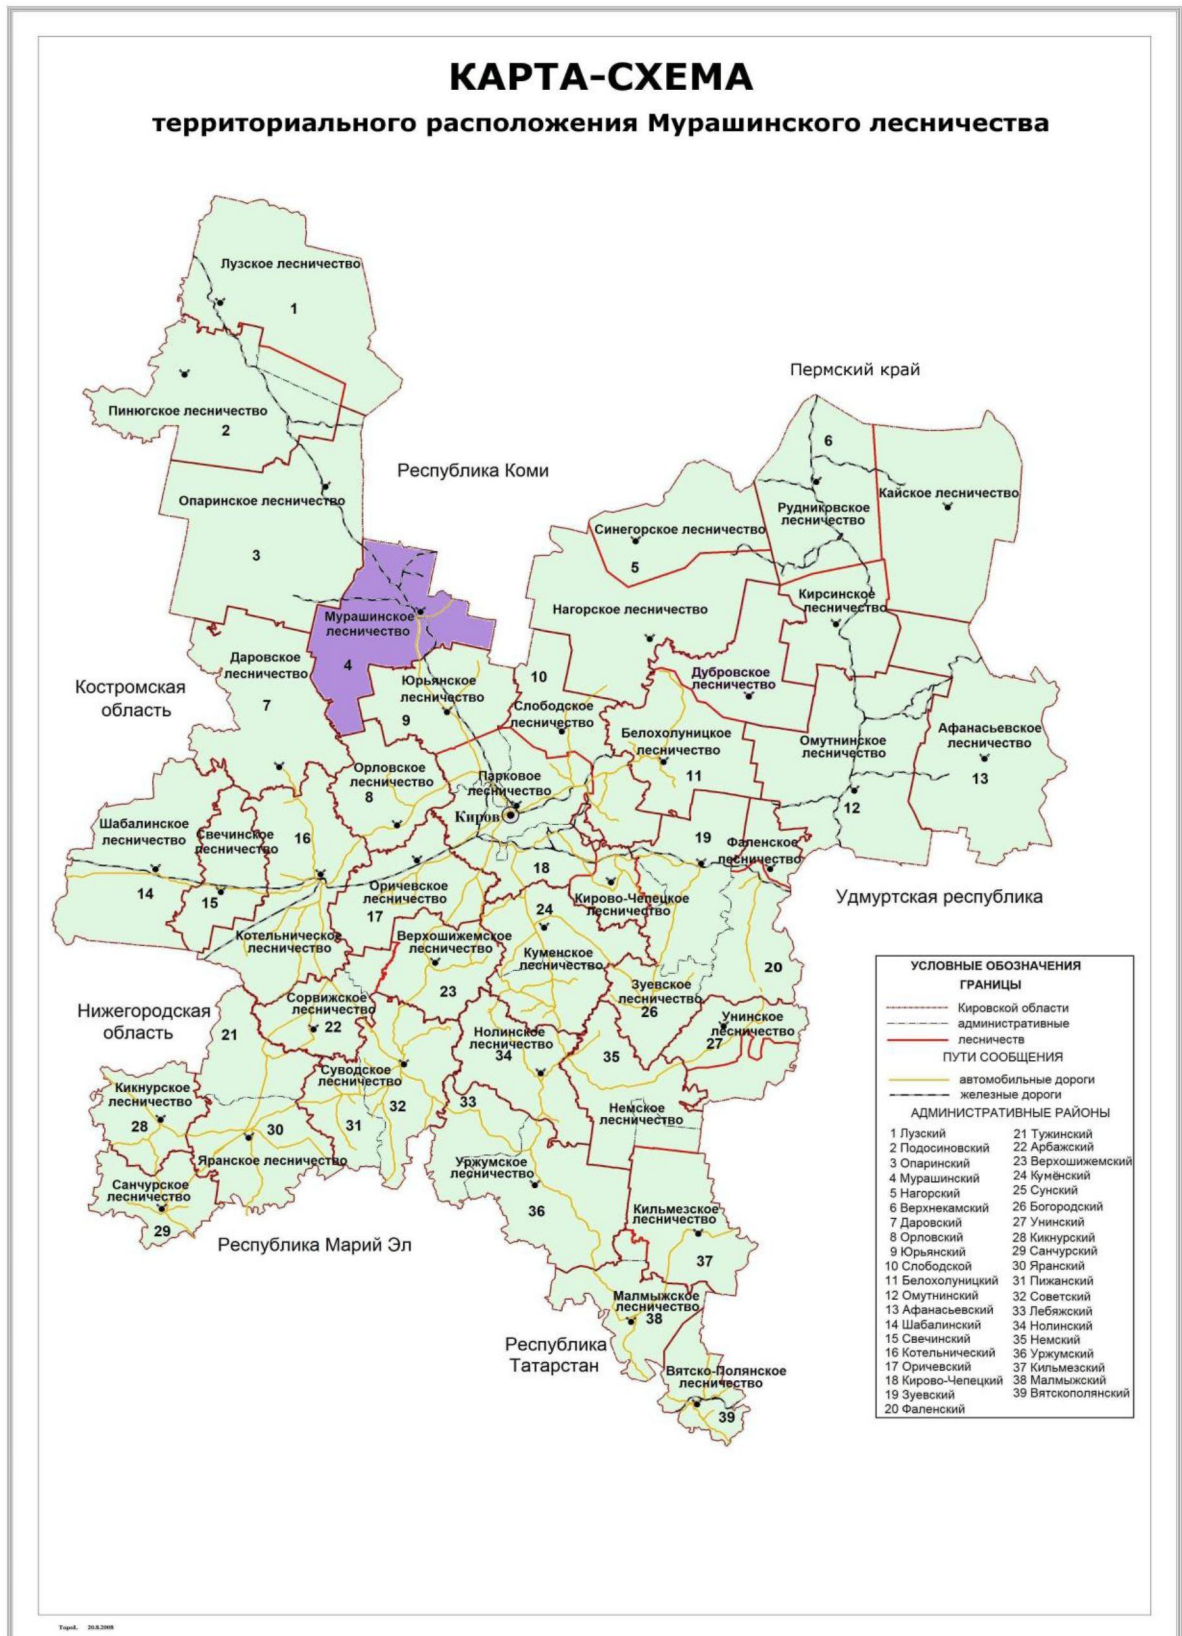 КАРТА-СХЕМА
территориального расположения Мурашинского лесничества
Лузское лесничество
1
Пермский край
Пинюгское лесничество
2
6
Республика Коми
Опаринское лесничество
Кайское лесничество
Рудниковское
лесничество
Синегорское лесничество
3
5
Кирсинское
лесничество
Нагорское лесничество
Мурашинское
лесничество
4
Даровское
лесничество
7
Костромская
область
Юрьянское
лесничество
9
10
Слободское
лесничество
Дубровское
лесничество
Белохолуницкое
лесничество
11
Омутнинское
лесничество
12
Афанасьевское
лесничество
13
Орловское
лесничество
8
Парковое
лесничество
Киров
Шабалинское
лесничество
14
Свечинское
лесничество
15
16
19
Фаленское
лесничество
18
Оричевское
лесничество
17
Кирово-Чепецкое
лесничество
Удмуртская республика
24
Котельническое
лесничество
Верхошижемское
лесничество
23
Куменское
лесничество
20
Зуевское
лесничество
26
Нижегородская
область
21
Сорвижское
лесничество
22
Нолинское
лесничество
34
35
Унинское
лесничество
27
Суводское
лесничество
32
31
Кикнурское
лесничество
28
33
Немское
лесничество
30
Яранское лесничество
Уржумское
лесничество
36
Санчурское
лесничество
29
Республика Марий Эл
Кильмезское
лесничество
37
Малмыжское
лесничество
38
Республика
Татарстан
Вятско-Полянское
лесничество
39
УСЛОВНЫЕ ОБОЗНАЧЕНИЯ
ГРАНИЦЫ
Кировской области
административные
лесничеств
ПУТИ СООБЩЕНИЯ
автомобильные дороги
железные дороги
АДМИНИСТРАТИВНЫЕ РАЙОНЫ
1 Лузский
2 Подосиновский
3 Опаринский
4 Мурашинский
5 Нагорский
6 Верхнекамский
7 Даровский
8 Орловский
9 Юрьянский
10 Слободской
11 Белохолуницкий
12 Омутнинский
13 Афанасьевский
14 Шабалинский
15 Свечинский
16 Котельнический
17 Оричевский
18 Кирово-Чепецкий
19 Зуевский
20 Фаленский
21 Тужинский
22 Арбажский
23 Верхошижемский
24 Кумёнский
25 Сунский
26 Богородский
27 Унинский
28 Кикнурский
29 Санчурский
30 Яранский
31 Пижанский
32 Советский
33 Лебяжский
34 Нолинский
35 Немский
36 Уржумский
37 Кильмезский
38 Малмыжский
39 Вятскополянский
TopoL 20.8.2008